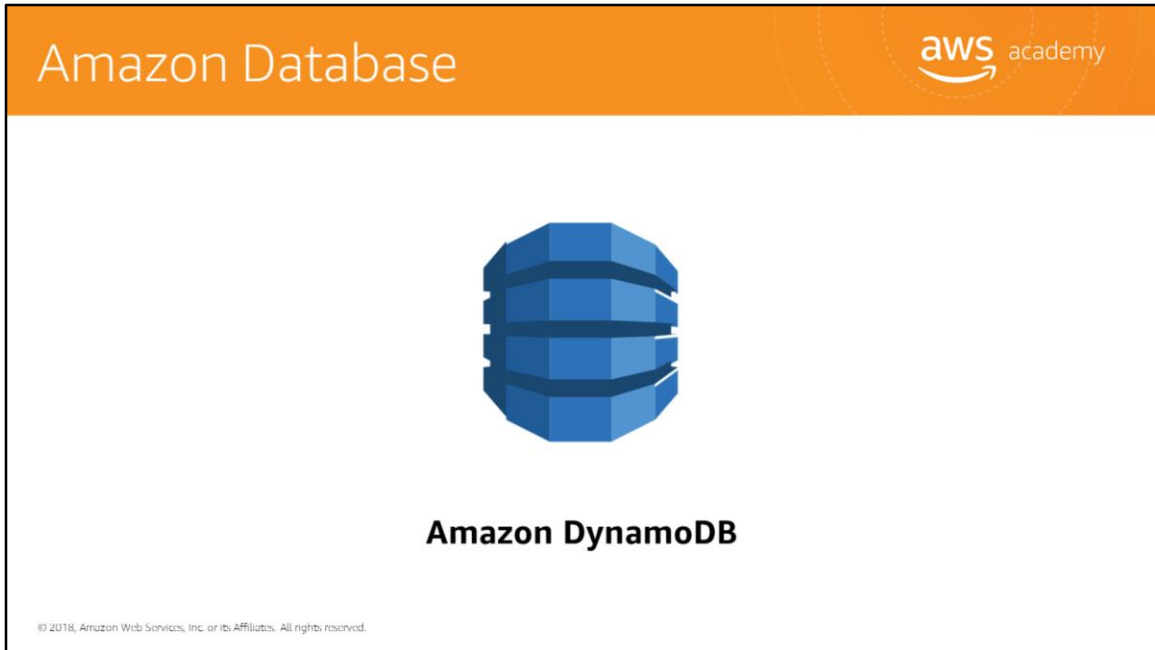 Amazon Database
aws academy
Amazon DynamoDB
© 2018, Amazon Web Services, Inc. or its Affiliates. All rights reserved.